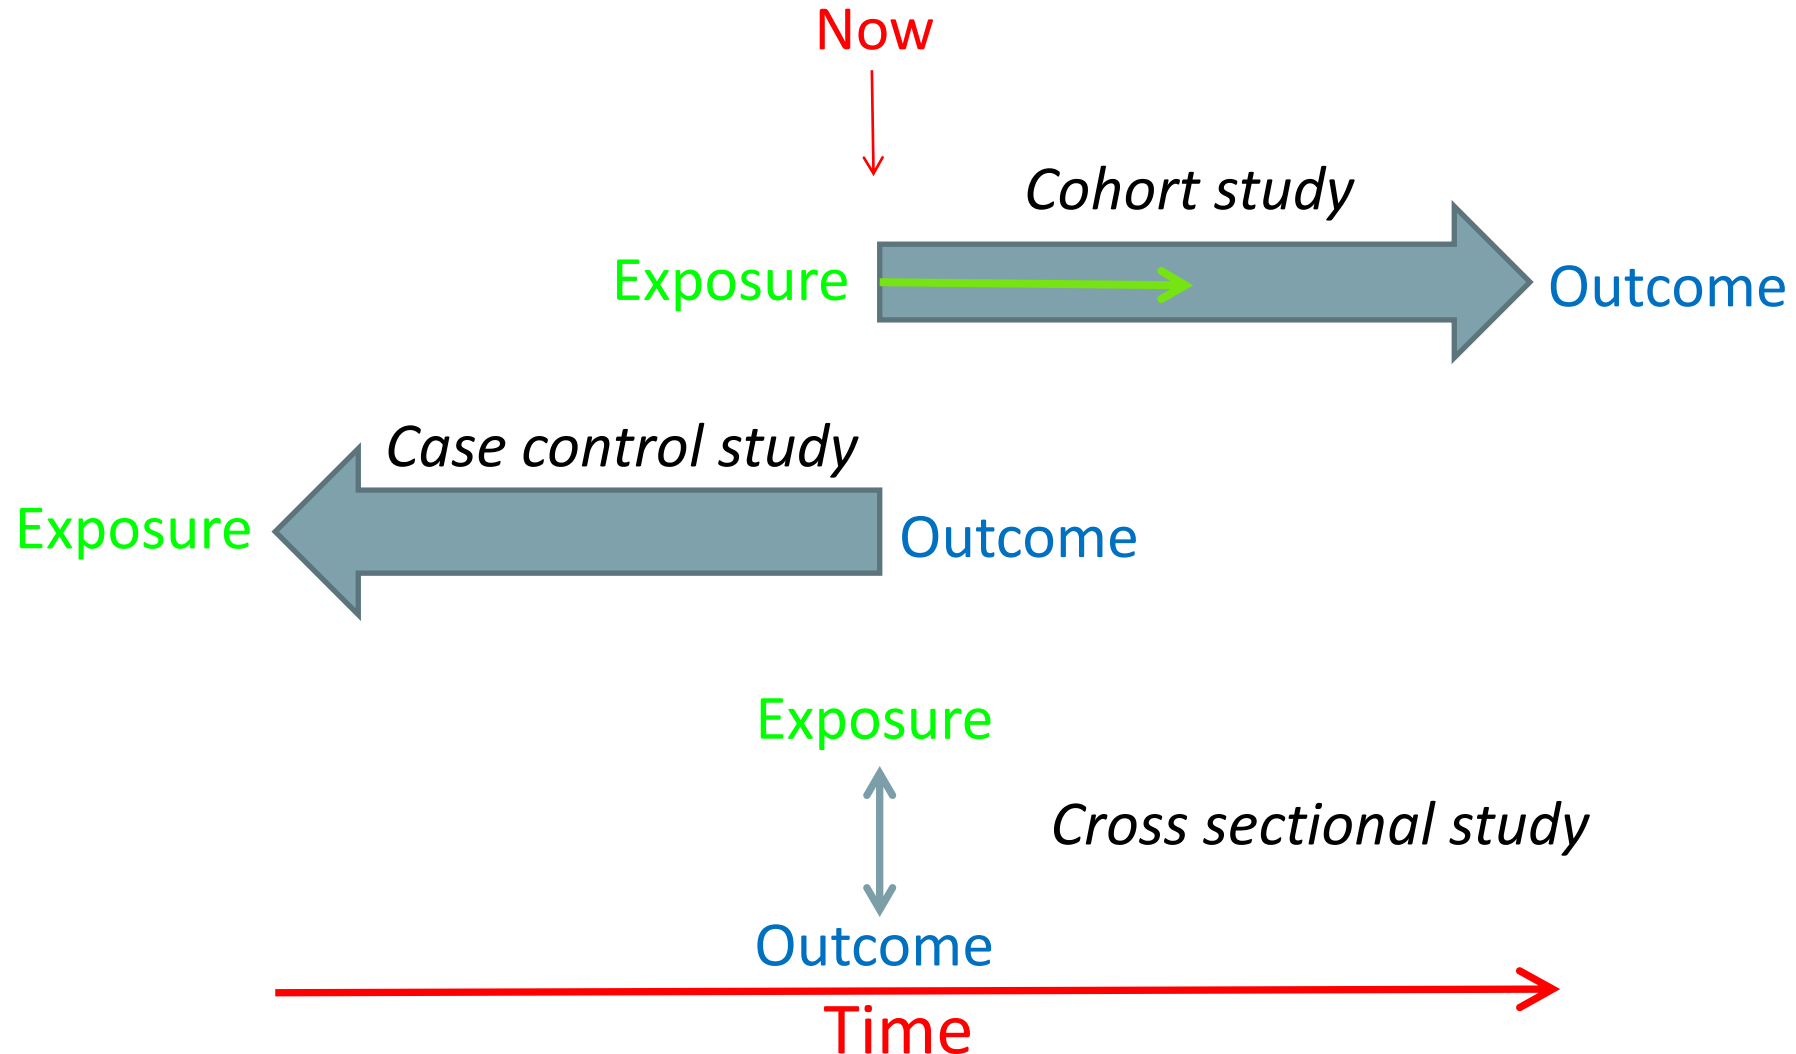 Now
Cohort study
Exposure
Outcome
Case control study
Exposure
Outcome
Exposure
Cross sectional study
Outcome
Time